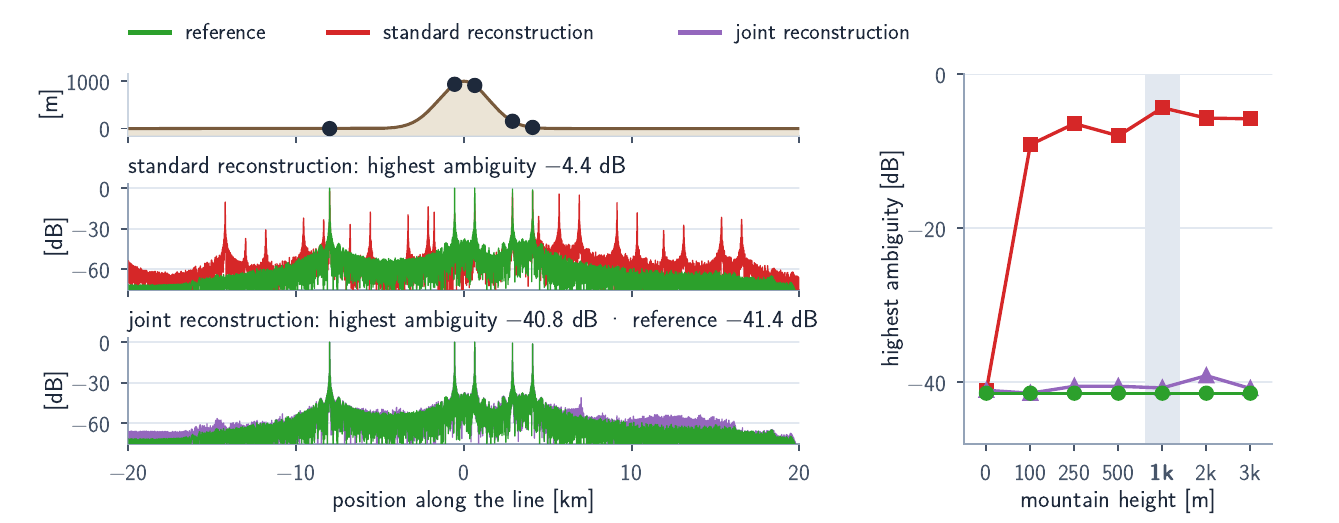 reference standard reconstruction joint reconstruction
[m]
1000
0
standard reconstruction: highest ambiguity −4.4 dB
[dB]
0
−30
−60
joint reconstruction: highest ambiguity −40.8 dB · reference −41.4 dB
[dB]
0
−30
−60
−20 −10 0 10 20
position along the line [km]
highest ambiguity [dB]
0
−20
−40
0 100 250 500 1k 2k 3k
mountain height [m]